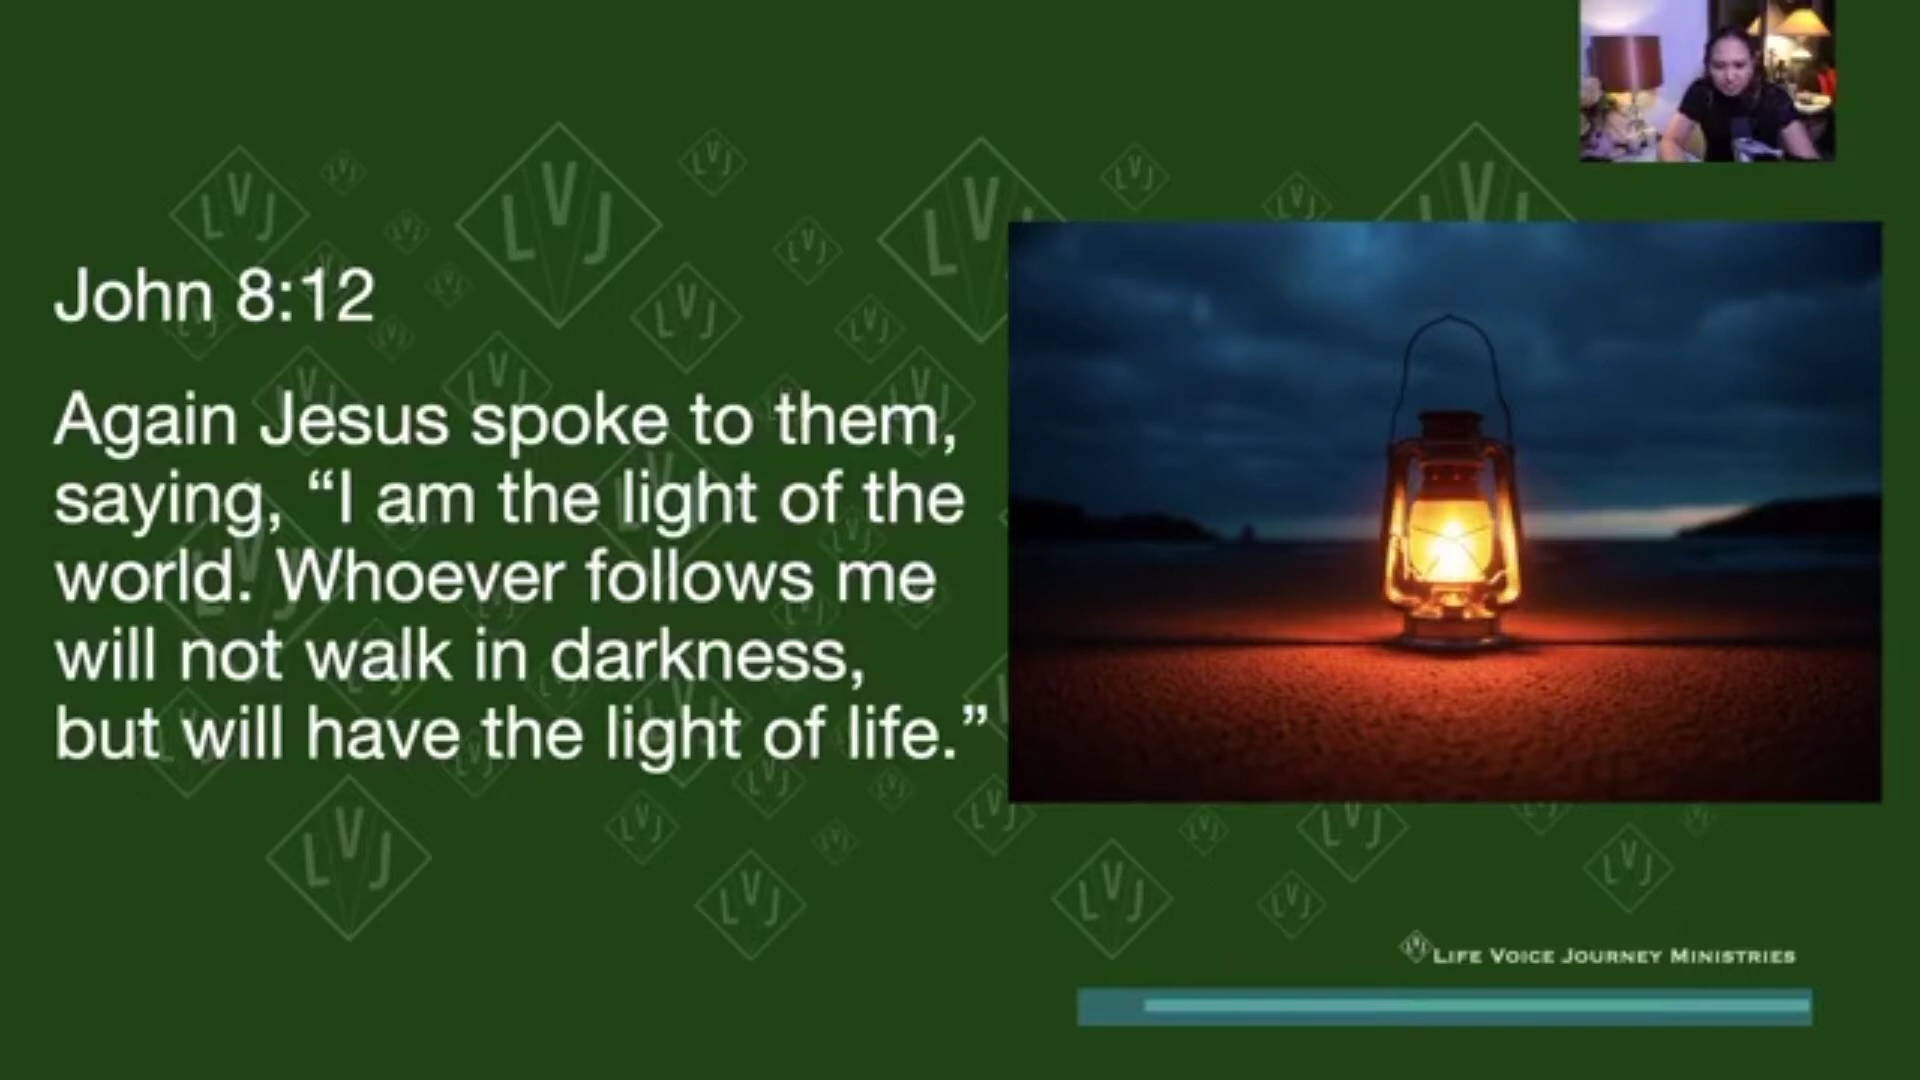 John 8:12
Again Jesus spoke to them,
saying, “I am the light of the
world. Whoever follows me
will not walk in darkness,
but will have the light of life.”
LVJ
LIFE VOICE JOURNEY MINISTRIES